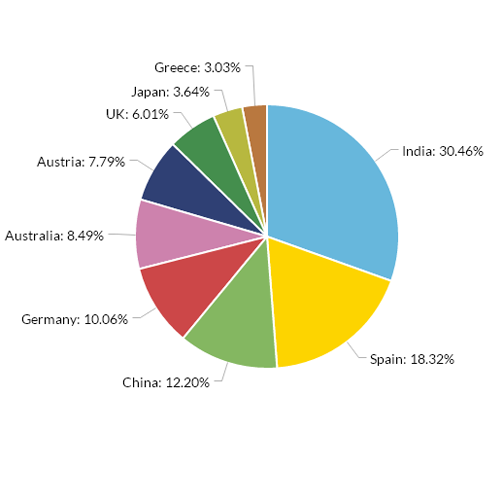 Greece: 3.03%
Japan: 3.64%
UK: 6.01%
India: 30.46%
Austria: 7.79%
Australia: 8.49%
Germany: 10.06%
Spain: 18.32%
China: 12.20%